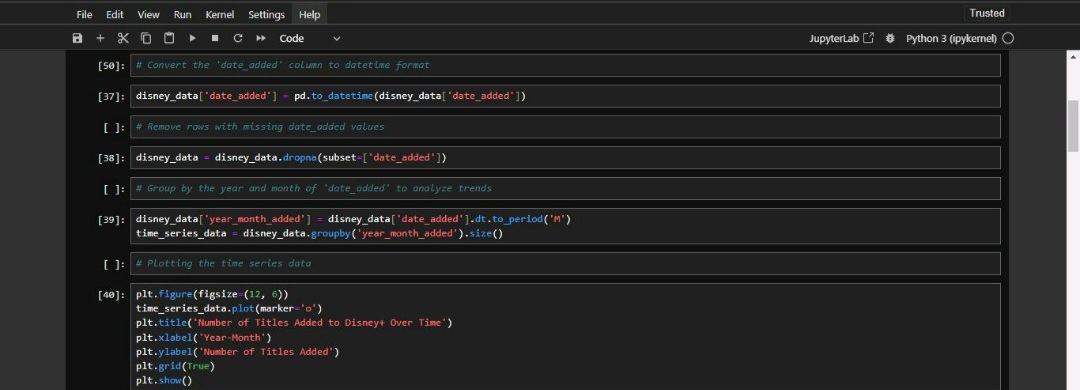 File Edit View Run Kernel Settings Help Trusted
Code JupyterLab Python 3 (ipykernel)
[50]: # Convert the 'date_added' column to datetime format
[37]: disney_data['date_added'] = pd.to_datetime(disney_data['date_added'])
[ ]: # Remove rows with missing date_added values
[38]: disney_data = disney_data.dropna(subset=['date_added'])
[ ]: # Group by the year and month of 'date_added' to analyze trends
[39]: disney_data['year_month_added'] = disney_data['date_added'].dt.to_period('M')
time_series_data = disney_data.groupby('year_month_added').size()
[ ]: # Plotting the time series data
[40]: plt.figure(figsize=(12, 6))
time_series_data.plot(marker='o')
plt.title('Number of Titles Added to Disney+ Over Time')
plt.xlabel('Year-Month')
plt.ylabel('Number of Titles Added')
plt.grid(True)
plt.show()